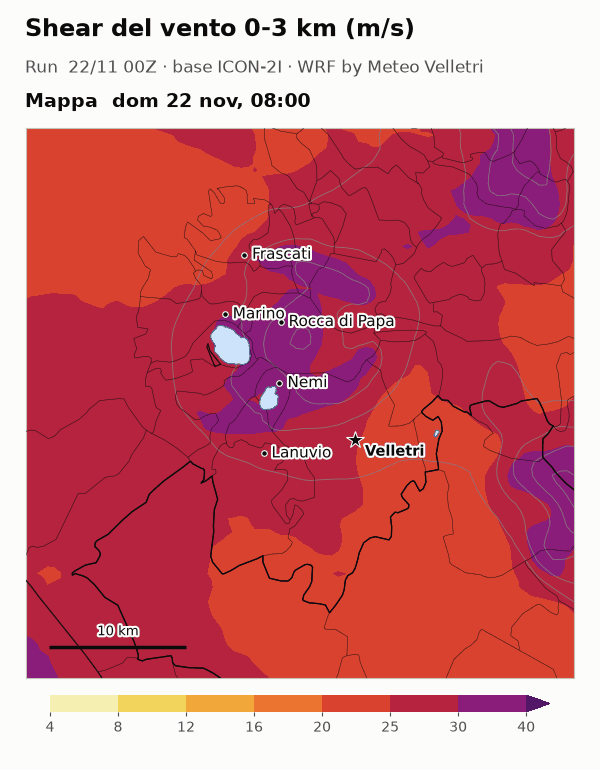 Shear del vento 0-3 km (m/s)
Run  22/11 00Z · base ICON-2I · WRF by Meteo Velletri
Mappa  dom 22 nov, 08:00
Frascati
Marino
Rocca di Papa
Nemi
Velletri
Lanuvio
10 km
4 8 12 16 20 25 30 40